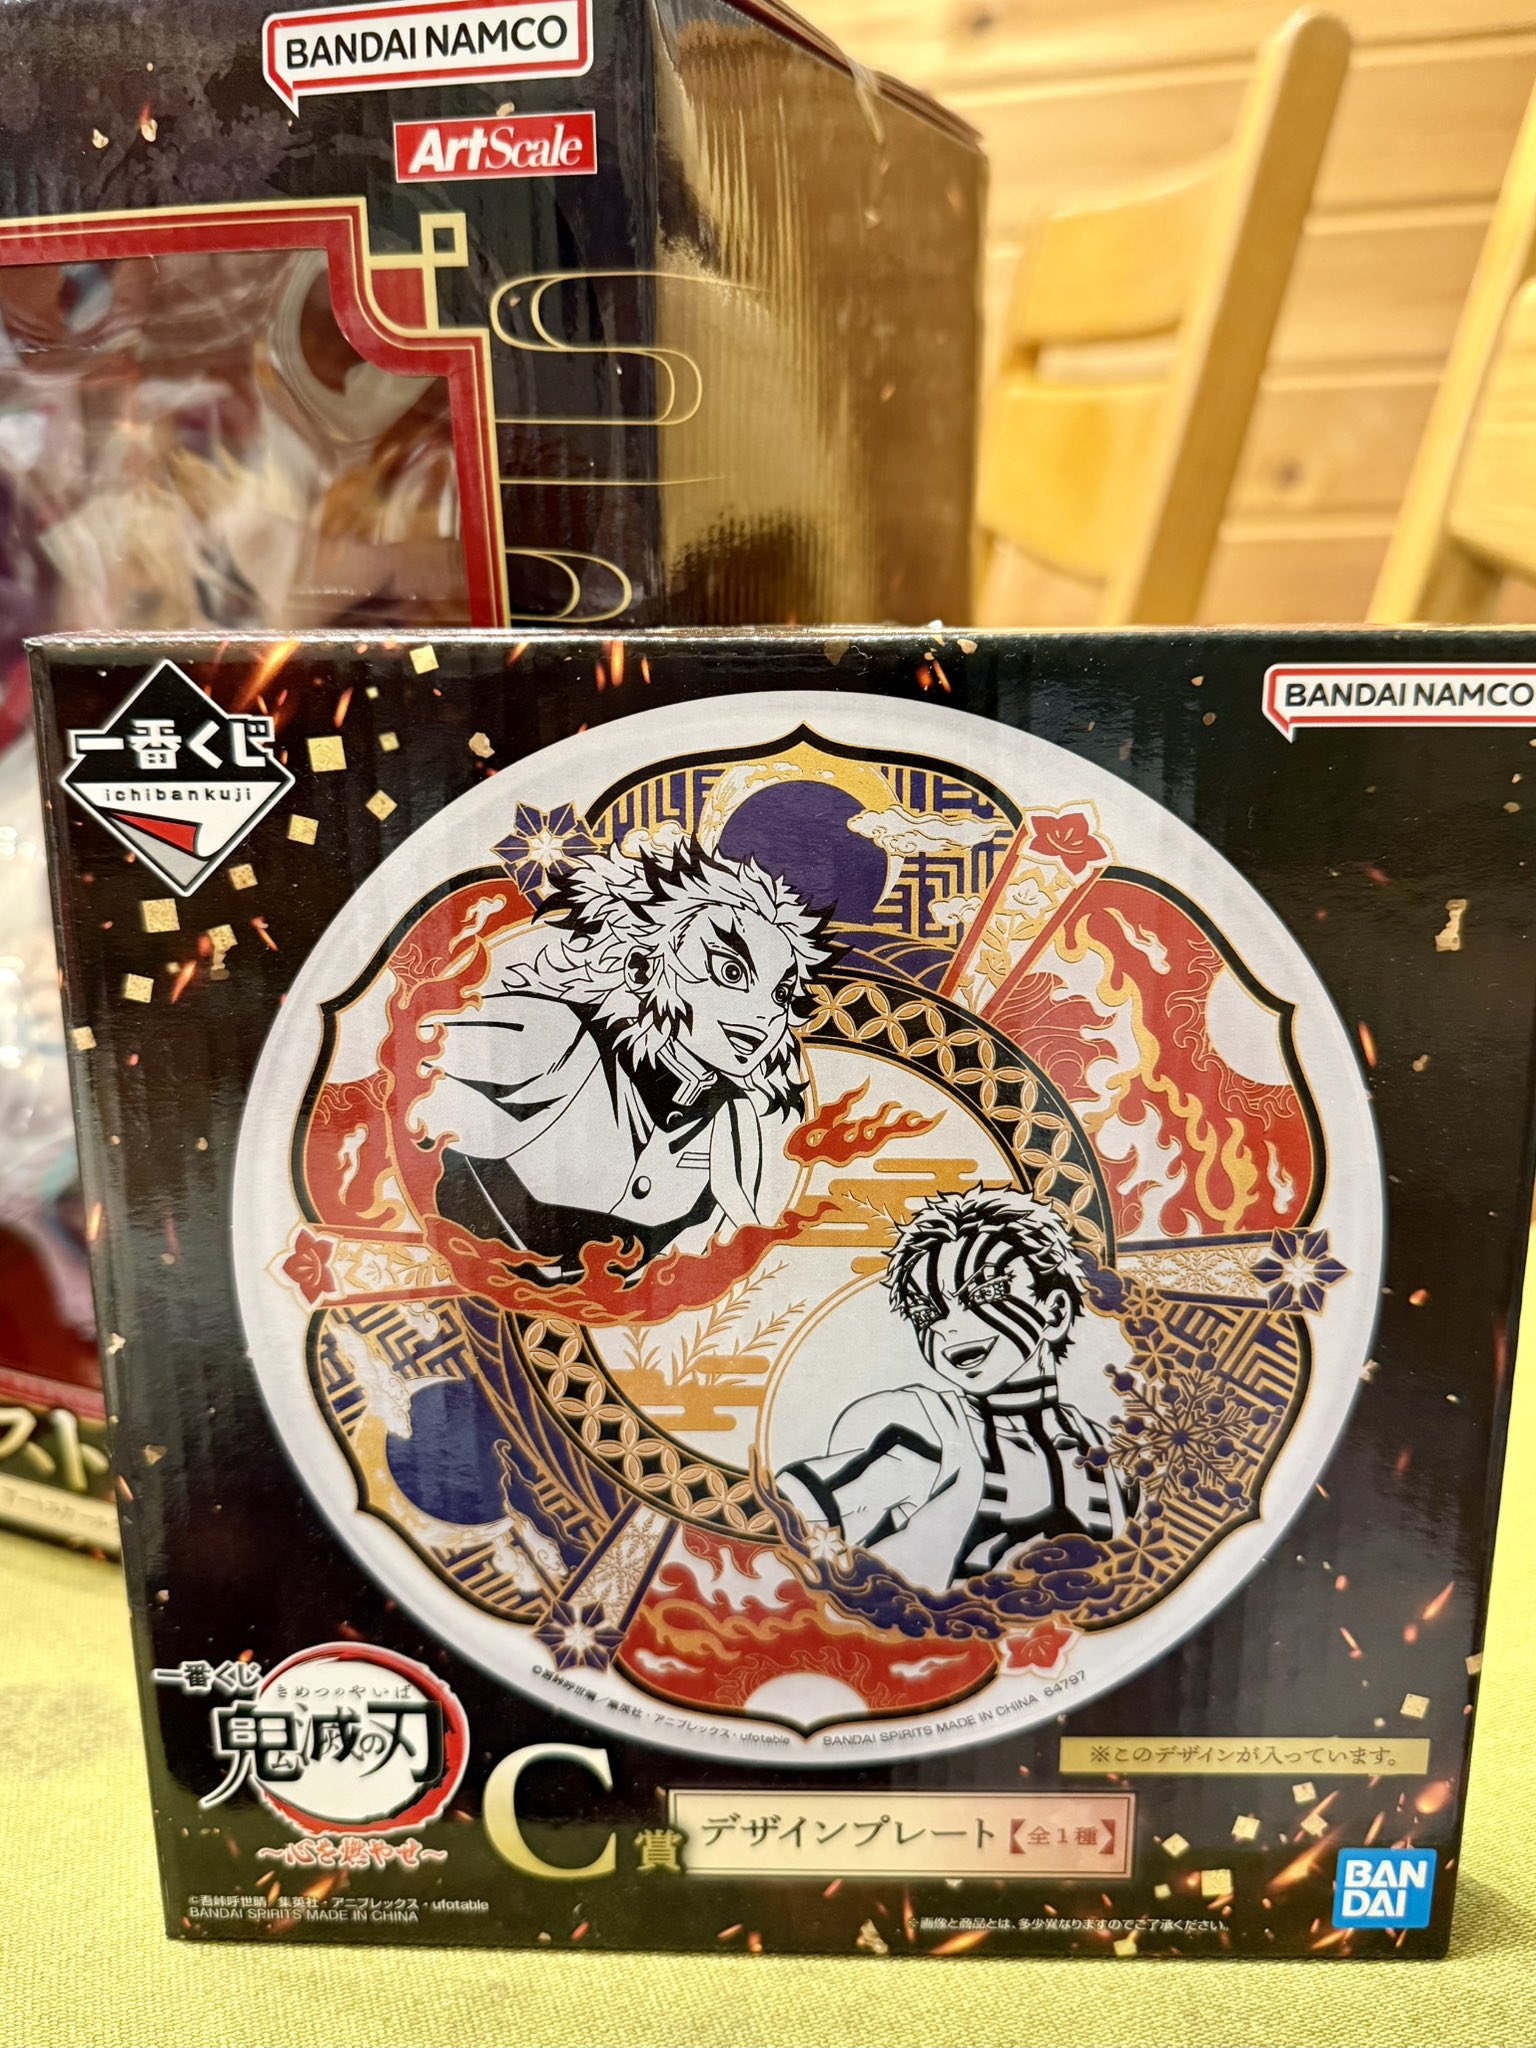 BANDAI NAMCO
ArtScale
スト
一番くじ
ichibankuji
BANDAI NAMCO
©吾峠呼世晴/集英社・アニプレックス・ufotable
BANDAI SPIRITS MADE IN CHINA 64797
※このデザインが入っています。
一番くじ
きめつのやいば
鬼滅の刃
~心を燃やせ~
C賞
デザインプレート【全1種】
©吾峠呼世晴/集英社・アニプレックス・ufotable
BANDAI SPIRITS MADE IN CHINA
※画像と商品とは、多少異なりますのでご了承ください。
BAN
DAI